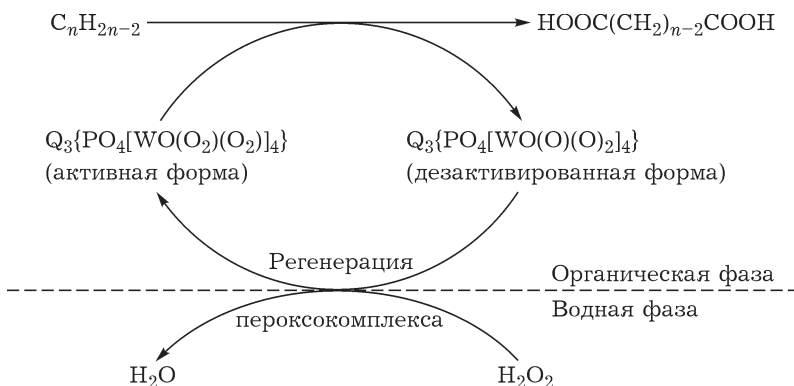 CₙH₂ₙ₋₂
HOOC(CH₂)ₙ₋₂COOH
Q₃{PO₄[WO(O₂)(O₂)]₄}
(активная форма)
Q₃{PO₄[WO(O)(O)₂]₄}
(дезактивированная форма)
Регенерация
Органическая фаза
пероксокомплекса
Водная фаза
H₂O
H₂O₂